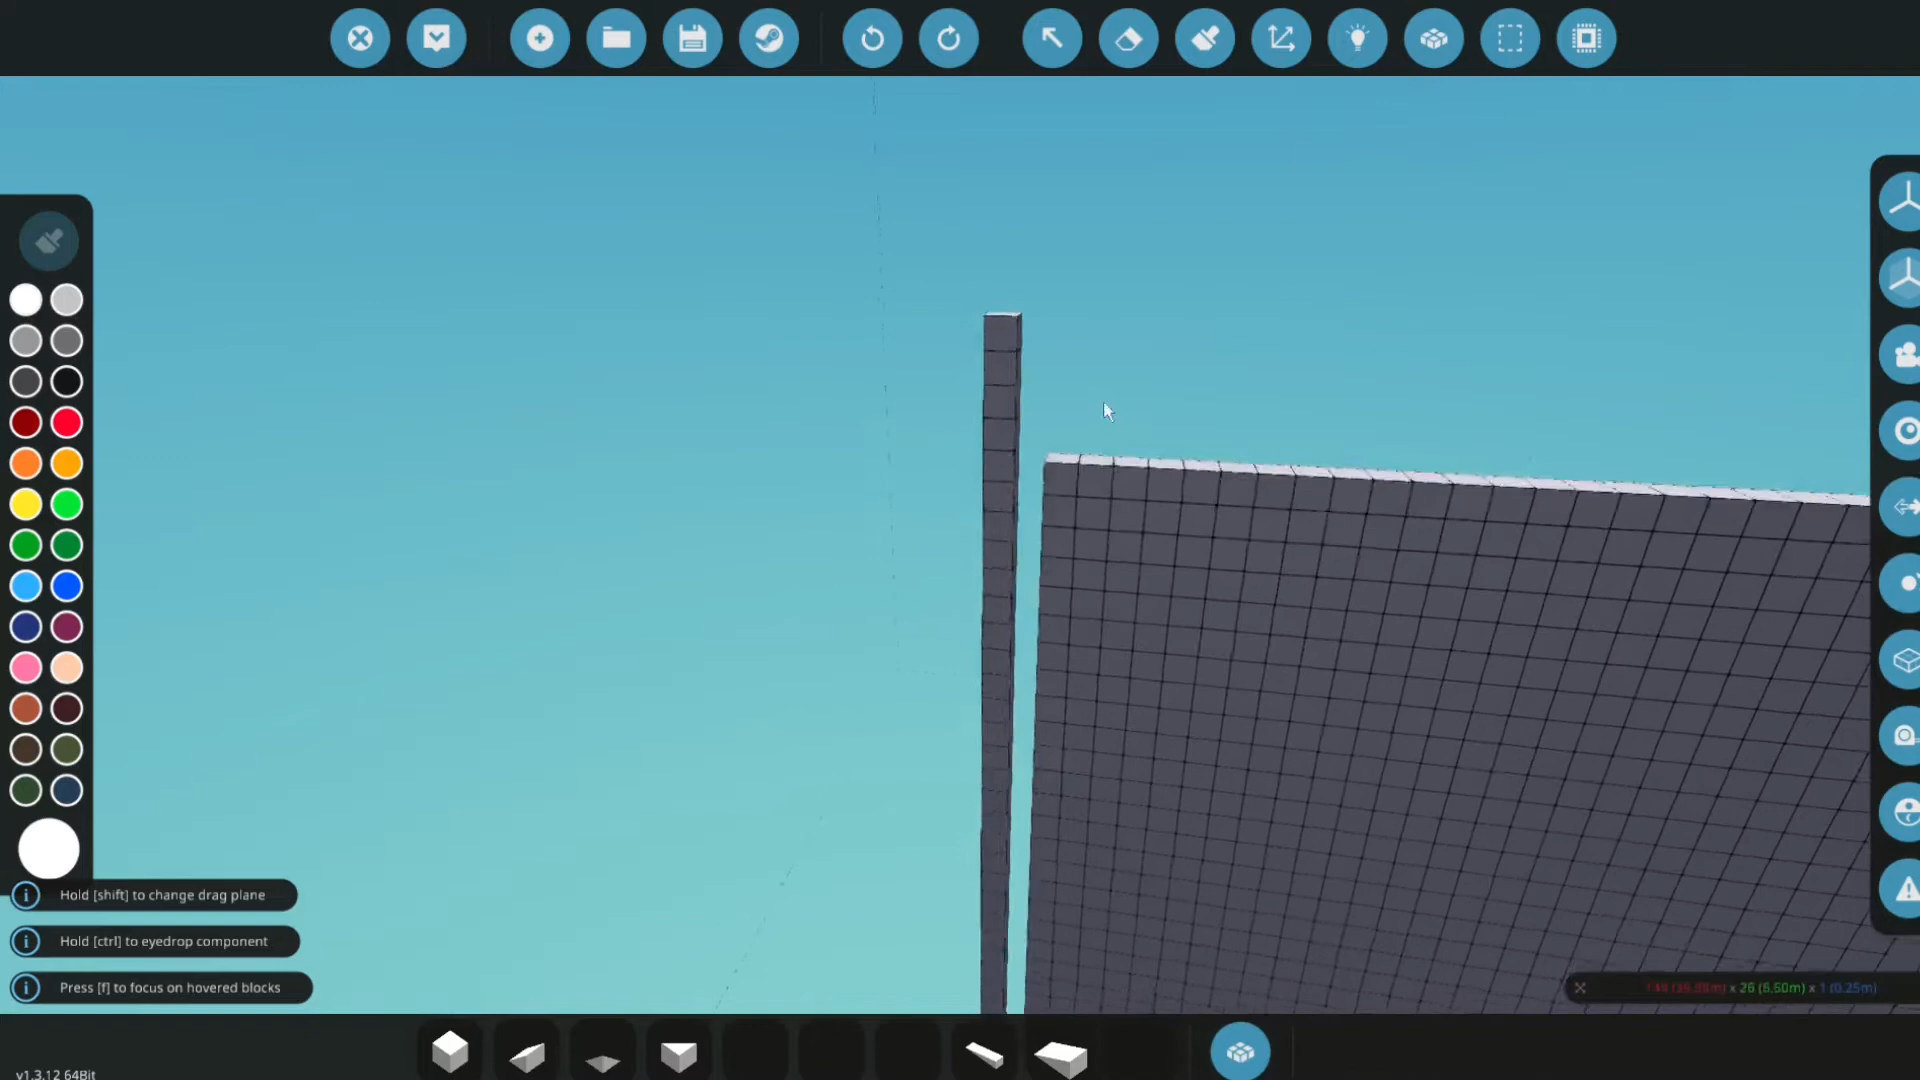 Hold [shift] to change drag plane
Hold [ctrl] to eyedrop component
Press [f] to focus on hovered blocks
x 26 (6.50m) x 1 (0.25m)
v1.3.12 64Bit